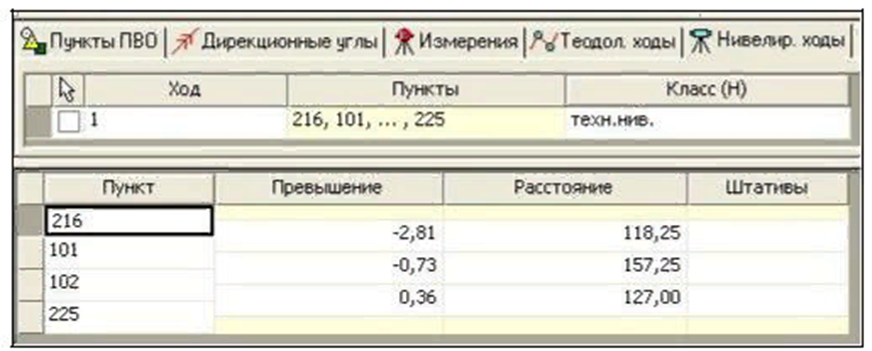 Пункты ПВО Дирекционные углы Измерения Теодол. ходы Нивелир. ходы
Ход Пункты Класс (H)
1 216, 101, ... , 225 техн.нив.
Пункт Превышение Расстояние Штативы
216
-2,81 118,25
101
-0,73 157,25
102
0,36 127,00
225